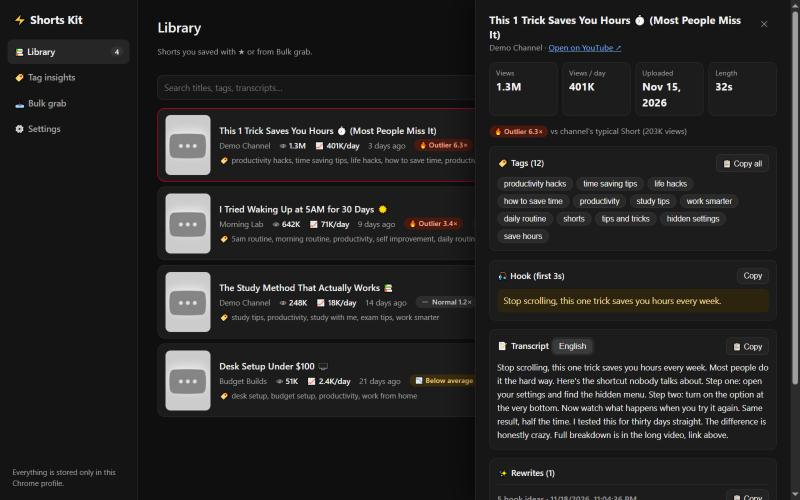 Shorts Kit
Library 4
Tag insights
Bulk grab
Settings
Everything is stored only in this
Chrome profile.
Library
Shorts you saved with ★ or from Bulk grab.
Search titles, tags, transcripts...
This 1 Trick Saves You Hours ⏱️ (Most People Miss It)
Demo Channel 1.3M 401K/day 3 days ago Outlier 6.3×
productivity hacks, time saving tips, life hacks, how to save time, productiv
I Tried Waking Up at 5AM for 30 Days
Morning Lab 642K 71K/day 9 days ago Outlier 3.4×
5am routine, morning routine, productivity, self improvement, daily routin
The Study Method That Actually Works
Demo Channel 248K 18K/day 14 days ago — Normal 1.2×
study tips, productivity, study with me, exam tips, work smarter
Desk Setup Under $100
Budget Builds 51K 2.4K/day 21 days ago Below average
desk setup, budget setup, productivity, work from home
This 1 Trick Saves You Hours ⏱️ (Most People Miss
It)
Demo Channel · Open on YouTube ↗
Views
1.3M
Views / day
401K
Uploaded
Nov 15,
2026
Length
32s
Outlier 6.3× vs channel's typical Short (203K views)
Tags (12)
Copy all
productivity hacks time saving tips life hacks
how to save time productivity study tips work smarter
daily routine shorts tips and tricks hidden settings
save hours
Hook (first 3s)
Copy
Stop scrolling, this one trick saves you hours every week.
Transcript English
Copy
Stop scrolling, this one trick saves you hours every week. Most people do
it the hard way. Here's the shortcut nobody talks about. Step one: open
your settings and find the hidden menu. Step two: turn on the option at
the very bottom. Now watch what happens when you try it again. Same
result, half the time. I tested this for thirty days straight. The difference is
honestly crazy. Full breakdown is in the long video, link above.
Rewrites (1)
5 hook ideas · 11/18/2026, 11:04:36 PM
Copy